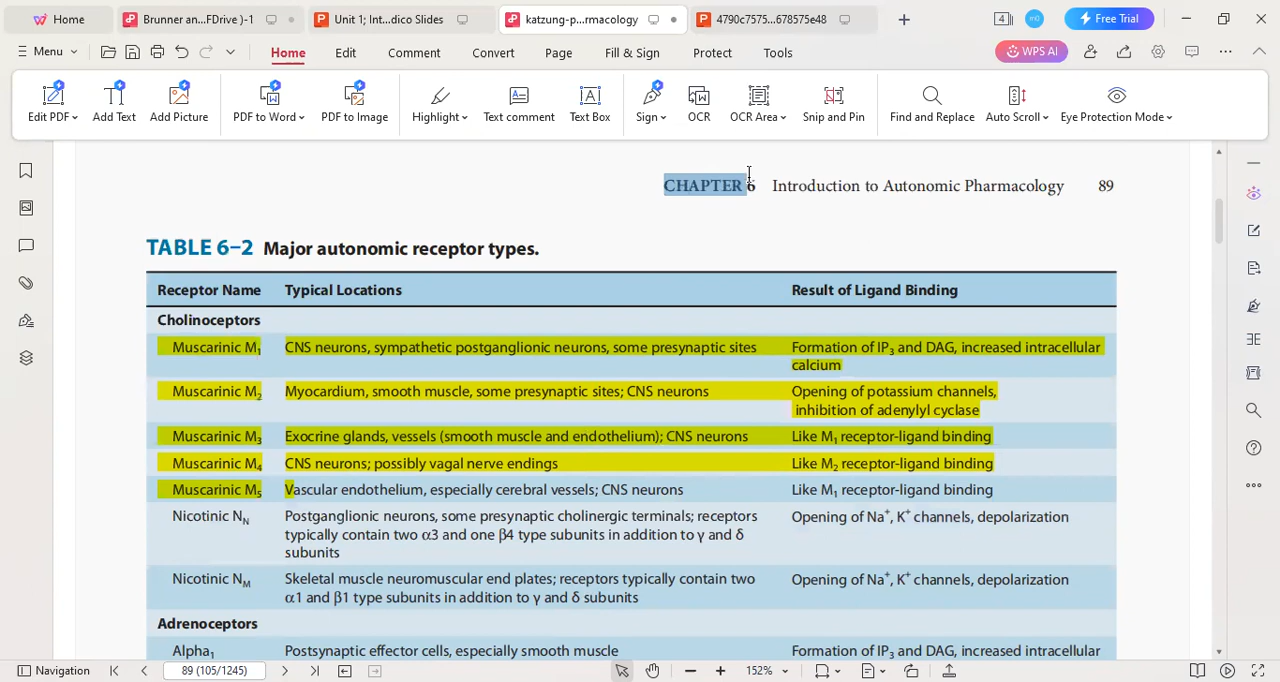 Home Brunner an...FDrive )-1 Unit 1; Int...dico Slides katzung-p...rmacology 4790c7575...678575e48 4 Free Trial
Menu Home Edit Comment Convert Page Fill & Sign Protect Tools WPS AI
Edit PDF Add Text Add Picture PDF to Word PDF to Image Highlight Text comment Text Box Sign OCR OCR Area Snip and Pin Find and Replace Auto Scroll Eye Protection Mode
CHAPTER 6 Introduction to Autonomic Pharmacology 89
TABLE 6–2 Major autonomic receptor types.
Receptor Name Typical Locations Result of Ligand Binding
Cholinoceptors
Muscarinic M1 CNS neurons, sympathetic postganglionic neurons, some presynaptic sites Formation of IP3 and DAG, increased intracellular
calcium
Muscarinic M2 Myocardium, smooth muscle, some presynaptic sites; CNS neurons Opening of potassium channels,
inhibition of adenylyl cyclase
Muscarinic M3 Exocrine glands, vessels (smooth muscle and endothelium); CNS neurons Like M1 receptor-ligand binding
Muscarinic M4 CNS neurons; possibly vagal nerve endings Like M2 receptor-ligand binding
Muscarinic M5 Vascular endothelium, especially cerebral vessels; CNS neurons Like M1 receptor-ligand binding
Nicotinic NN Postganglionic neurons, some presynaptic cholinergic terminals; receptors Opening of Na+, K+ channels, depolarization
typically contain two α3 and one β4 type subunits in addition to γ and δ
subunits
Nicotinic NM Skeletal muscle neuromuscular end plates; receptors typically contain two Opening of Na+, K+ channels, depolarization
α1 and β1 type subunits in addition to γ and δ subunits
Adrenoceptors
Alpha1 Postsynaptic effector cells, especially smooth muscle Formation of IP3 and DAG, increased intracellular
Navigation 89 (105/1245) 152%